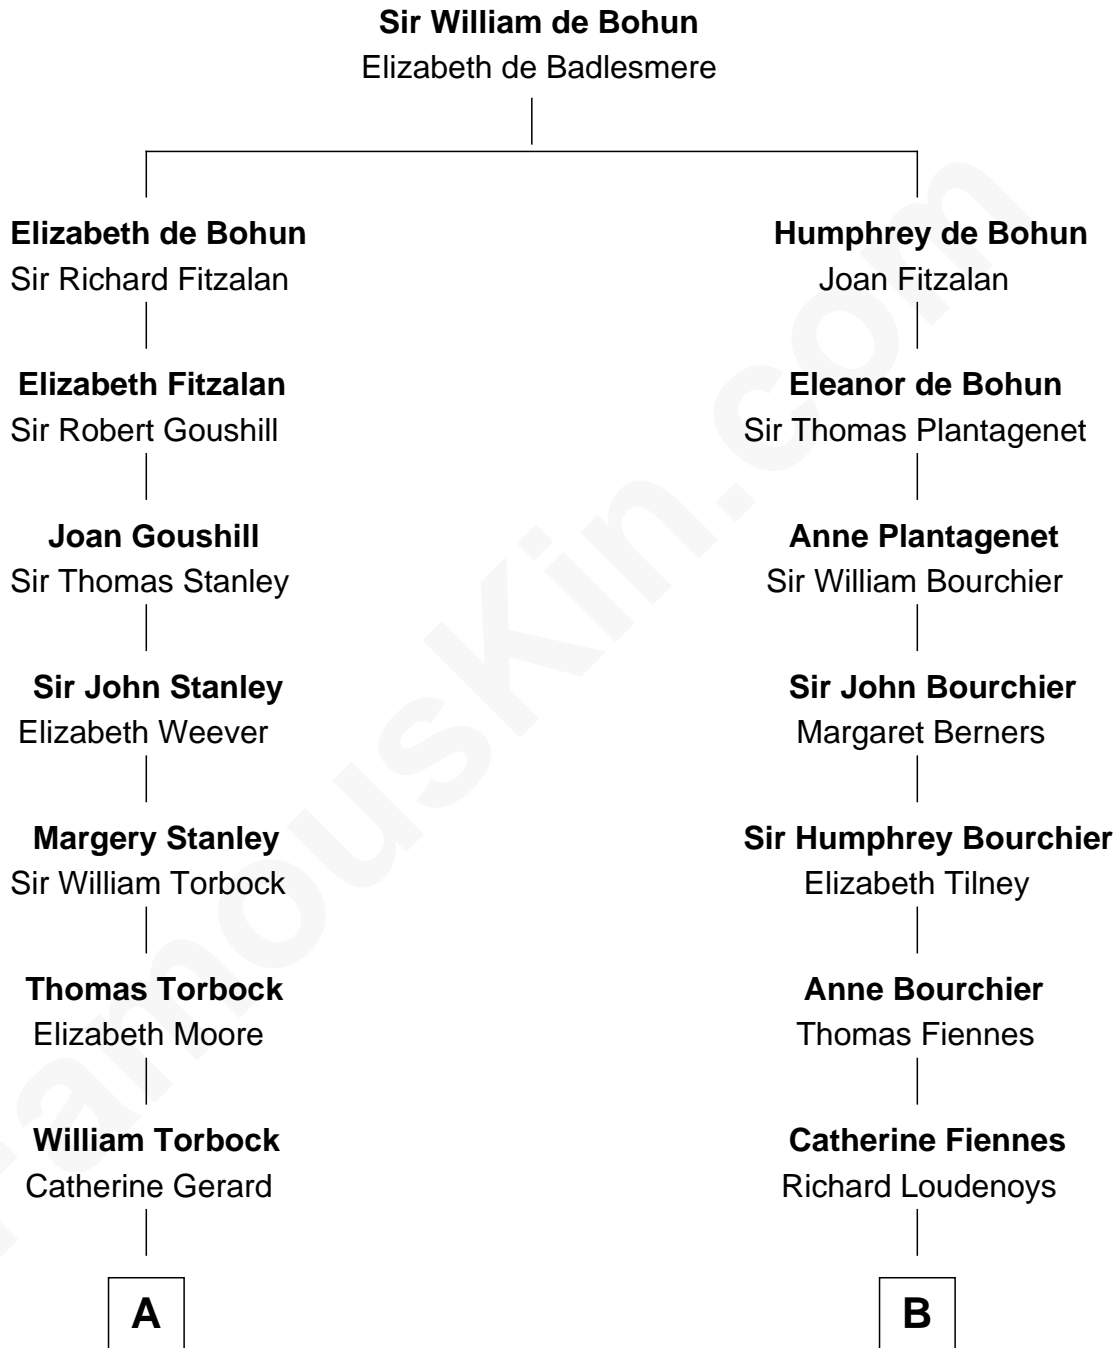 Sir William de Bohun
Elizabeth de Badlesmere
Elizabeth de Bohun
Sir Richard Fitzalan
Humphrey de Bohun
Joan Fitzalan
Elizabeth Fitzalan
Sir Robert Goushill
Eleanor de Bohun
Sir Thomas Plantagenet
Joan Goushill
Sir Thomas Stanley
Anne Plantagenet
Sir William Bourchier
Sir John Stanley
Elizabeth Weever
Sir John Bourchier
Margaret Berners
Margery Stanley
Sir William Torbock
Sir Humphrey Bourchier
Elizabeth Tilney
Thomas Torbock
Elizabeth Moore
Anne Bourchier
Thomas Fiennes
William Torbock
Catherine Gerard
Catherine Fiennes
Richard Loudenoys
A
B
FamousKin.com